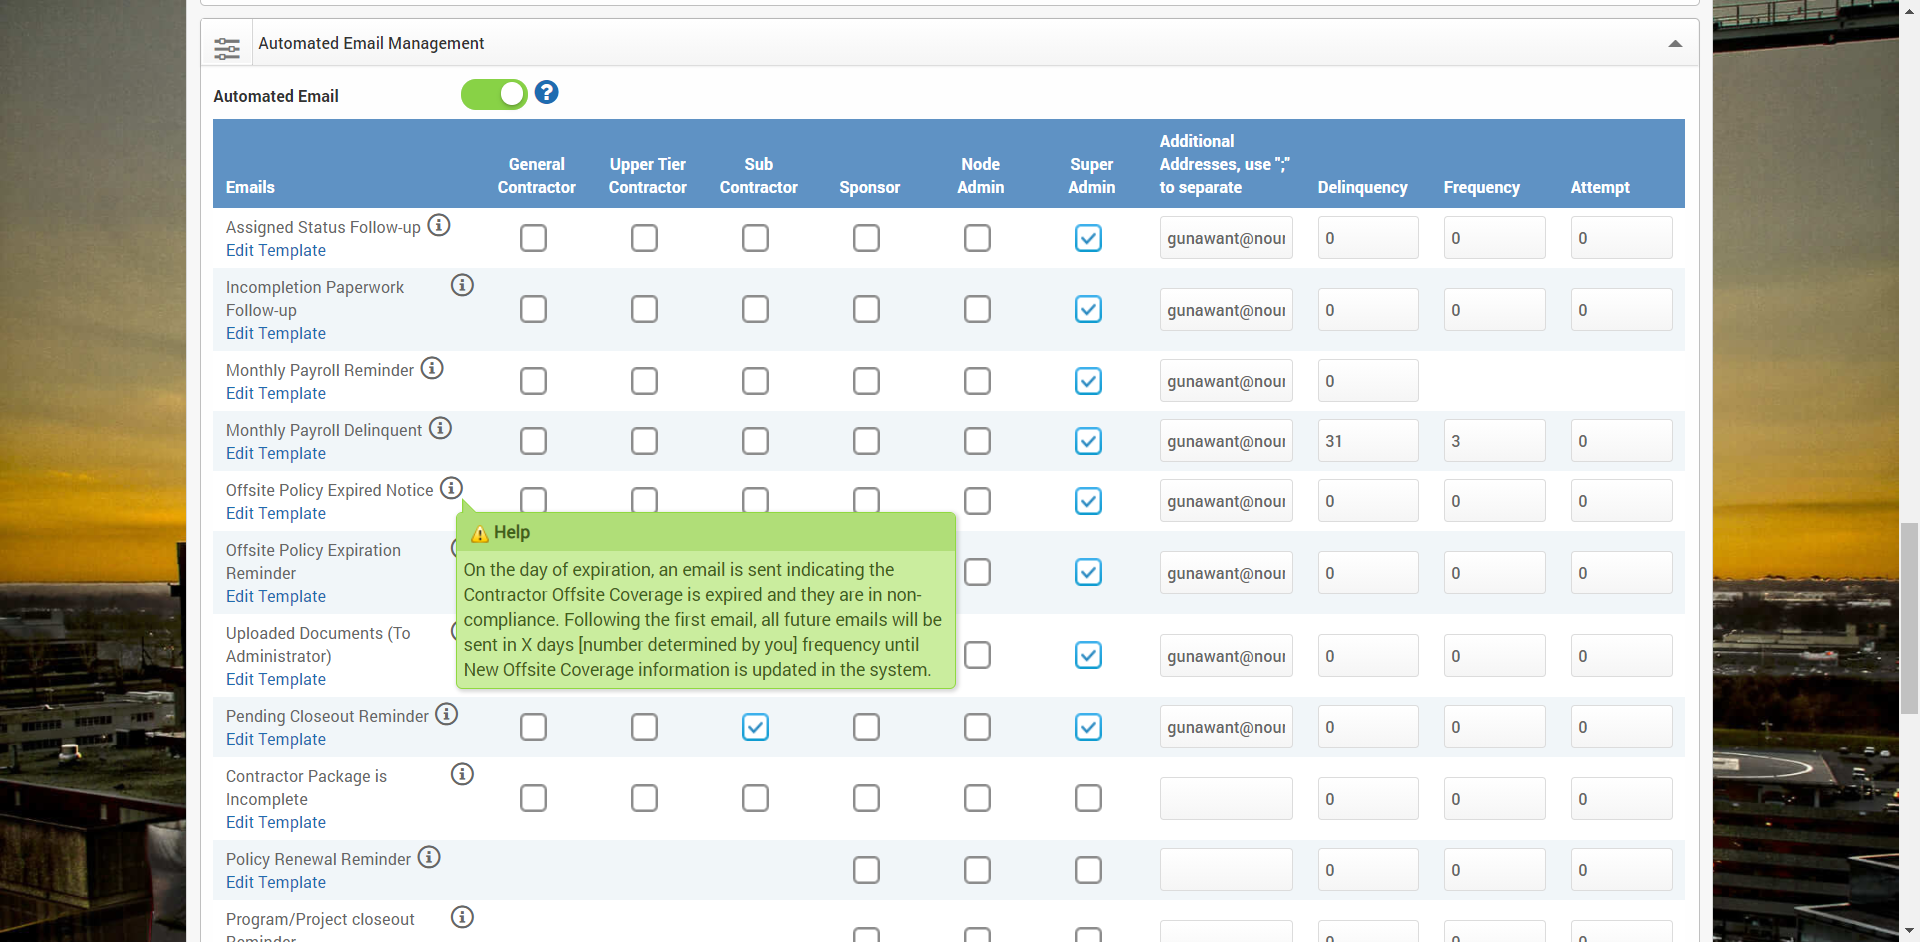 Automated Email Management
Automated Email
Emails
General
Contractor
Upper Tier
Contractor
Sub
Contractor
Sponsor
Node
Admin
Super
Admin
Additional
Addresses, use ";"
to separate
Delinquency
Frequency
Attempt
Assigned Status Follow-up
Edit Template
gunawant@nour
0
0
0
Incompletion Paperwork
Follow-up
Edit Template
gunawant@nour
0
0
0
Monthly Payroll Reminder
Edit Template
gunawant@nour
0
Monthly Payroll Delinquent
Edit Template
gunawant@nour
31
3
0
Offsite Policy Expired Notice
Edit Template
gunawant@nour
0
0
0
Help
On the day of expiration, an email is sent indicating the
Contractor Offsite Coverage is expired and they are in non-
compliance. Following the first email, all future emails will be
sent in X days [number determined by you] frequency until
New Offsite Coverage information is updated in the system.
Offsite Policy Expiration
Reminder
Edit Template
gunawant@nour
0
0
0
Uploaded Documents (To
Administrator)
Edit Template
gunawant@nour
0
0
0
Pending Closeout Reminder
Edit Template
gunawant@nour
0
0
0
Contractor Package is
Incomplete
Edit Template
0
0
0
Policy Renewal Reminder
Edit Template
0
0
0
Program/Project closeout
Reminder
0
0
0